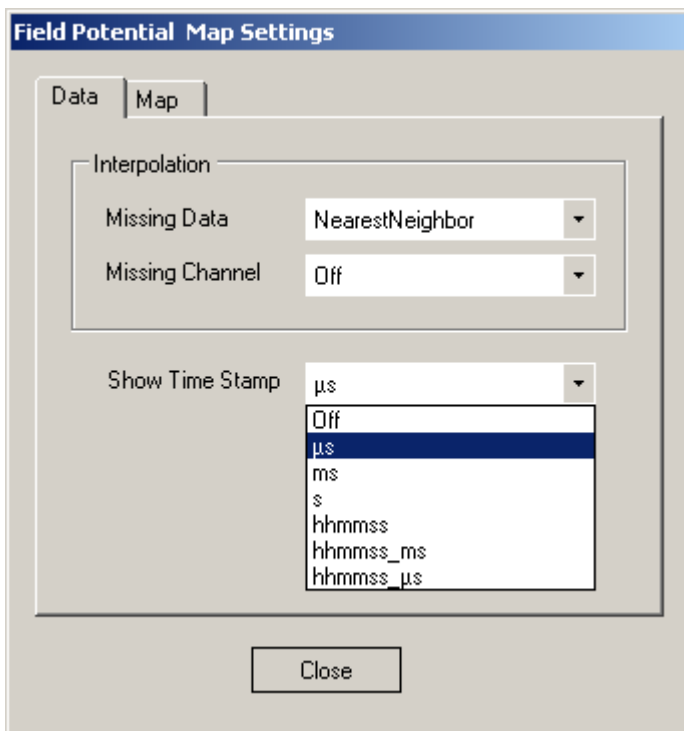 Field Potential  Map Settings
Data Map
Interpolation
Missing Data NearestNeighbor
Missing Channel Off
Show Time Stamp µs
Off
µs
ms
s
hhmmss
hhmmss_ms
hhmmss_µs
Close